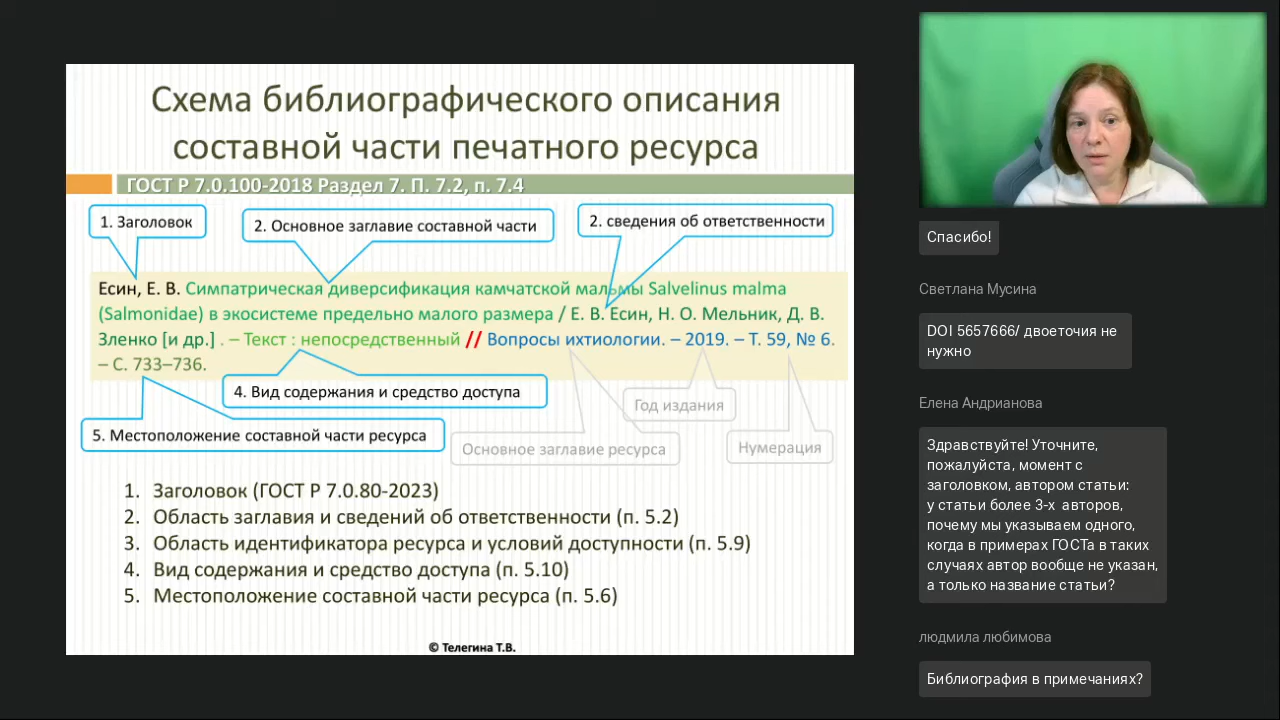 Схема библиографического описания
составной части печатного ресурса
ГОСТ Р 7.0.100-2018 Раздел 7. П. 7.2, п. 7.4
1. Заголовок
2. Основное заглавие составной части
2. сведения об ответственности
Есин, Е. В. Симпатрическая диверсификация камчатской мальмы Salvelinus malma
(Salmonidae) в экосистеме предельно малого размера / Е. В. Есин, Н. О. Мельник, Д. В.
Зленко [и др.] . – Текст : непосредственный // Вопросы ихтиологии. – 2019. – Т. 59, № 6.
– С. 733–736.
4. Вид содержания и средство доступа
Год издания
5. Местоположение составной части ресурса
Основное заглавие ресурса
Нумерация
1. Заголовок (ГОСТ Р 7.0.80-2023)
2. Область заглавия и сведений об ответственности (п. 5.2)
3. Область идентификатора ресурса и условий доступности (п. 5.9)
4. Вид содержания и средство доступа (п. 5.10)
5. Местоположение составной части ресурса (п. 5.6)
© Телегина Т.В.
Спасибо!
Светлана Мусина
DOI 5657666/ двоеточия не
нужно
Елена Андрианова
Здравствуйте! Уточните,
пожалуйста, момент с
заголовком, автором статьи:
у статьи более 3-х авторов,
почему мы указываем одного,
когда в примерах ГОСТа в таких
случаях автор вообще не указан,
а только название статьи?
людмила любимова
Библиография в примечаниях?